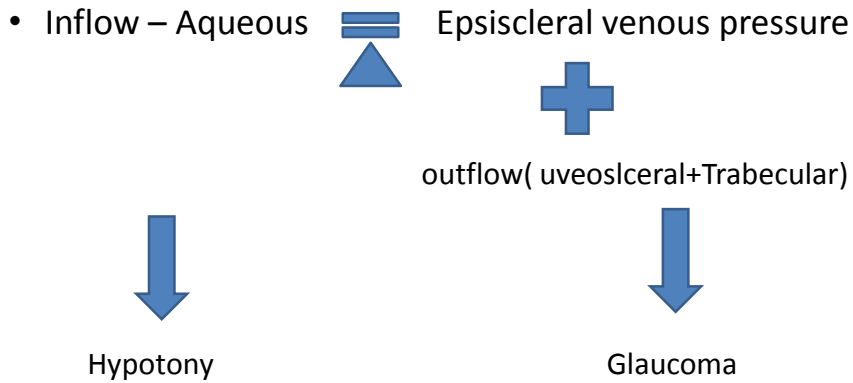 • Inflow – Aqueous Epsiscleral venous pressure
outflow( uveoslceral+Trabecular)
Hypotony Glaucoma